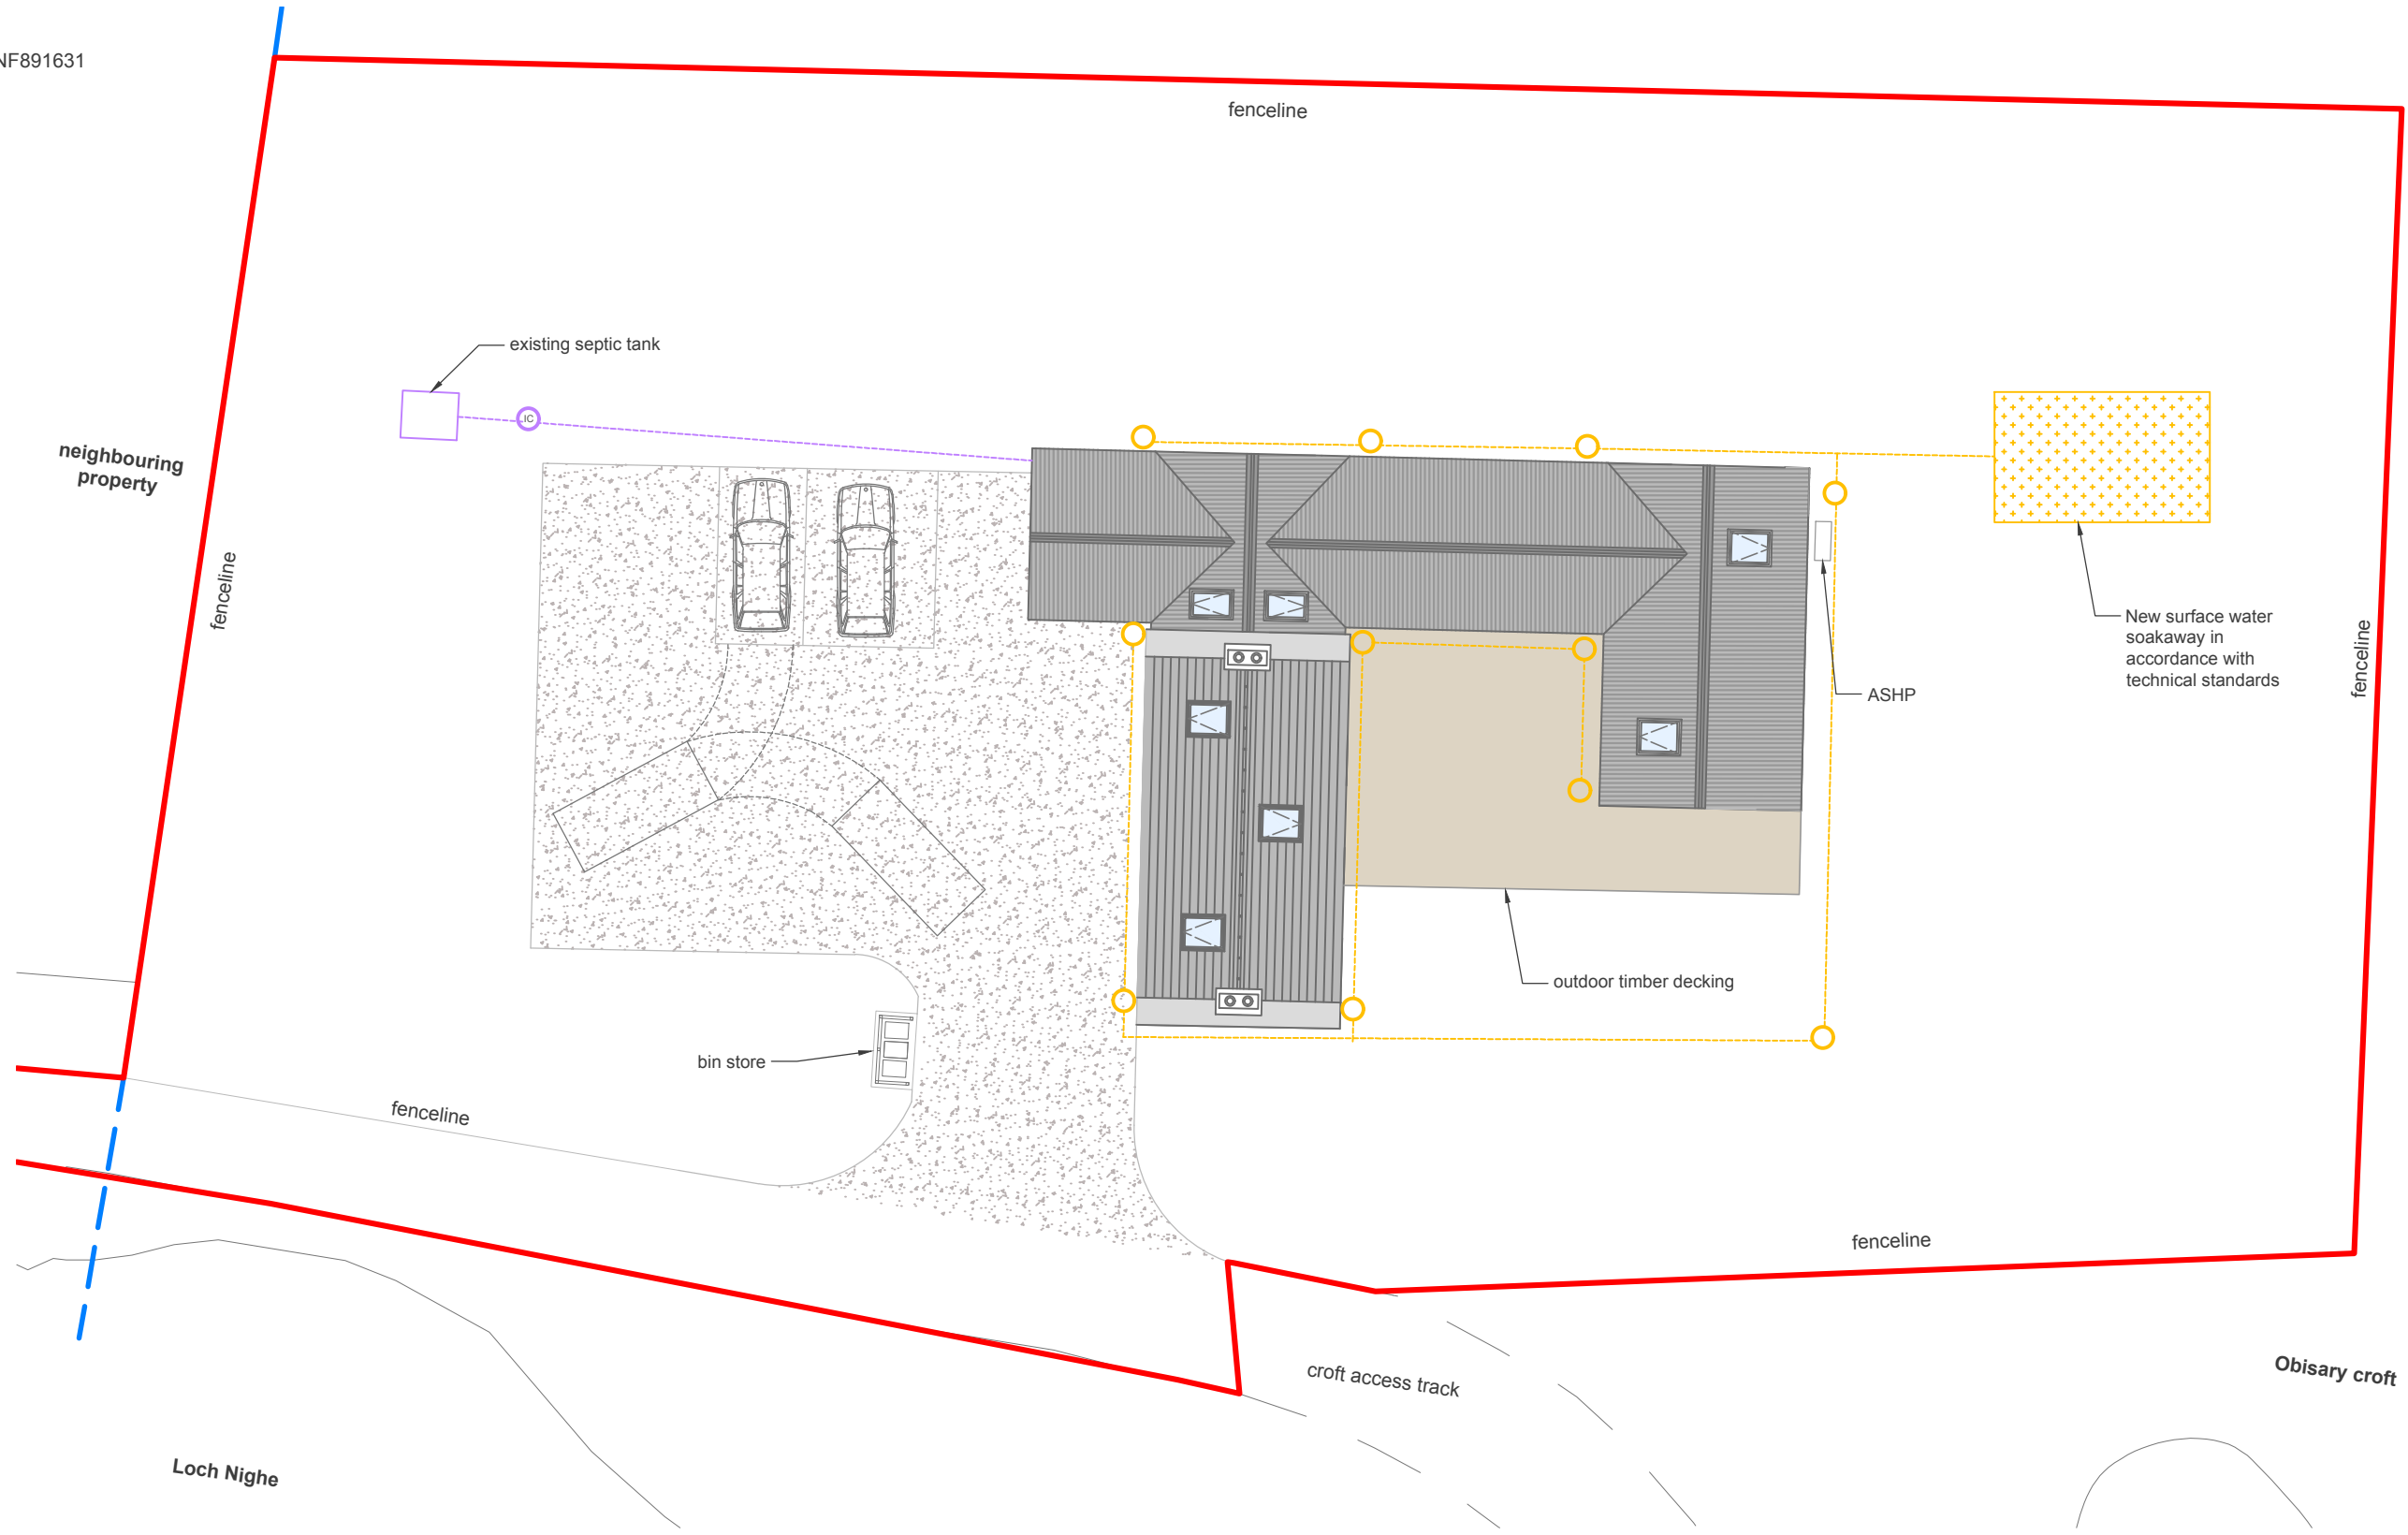 NF891631
fenceline
existing septic tank
IC
neighbouring
property
fenceline
New surface water
soakaway in
accordance with
technical standards
fenceline
ASHP
outdoor timber decking
bin store
fenceline
fenceline
croft access track
Obisary croft
Loch Nighe